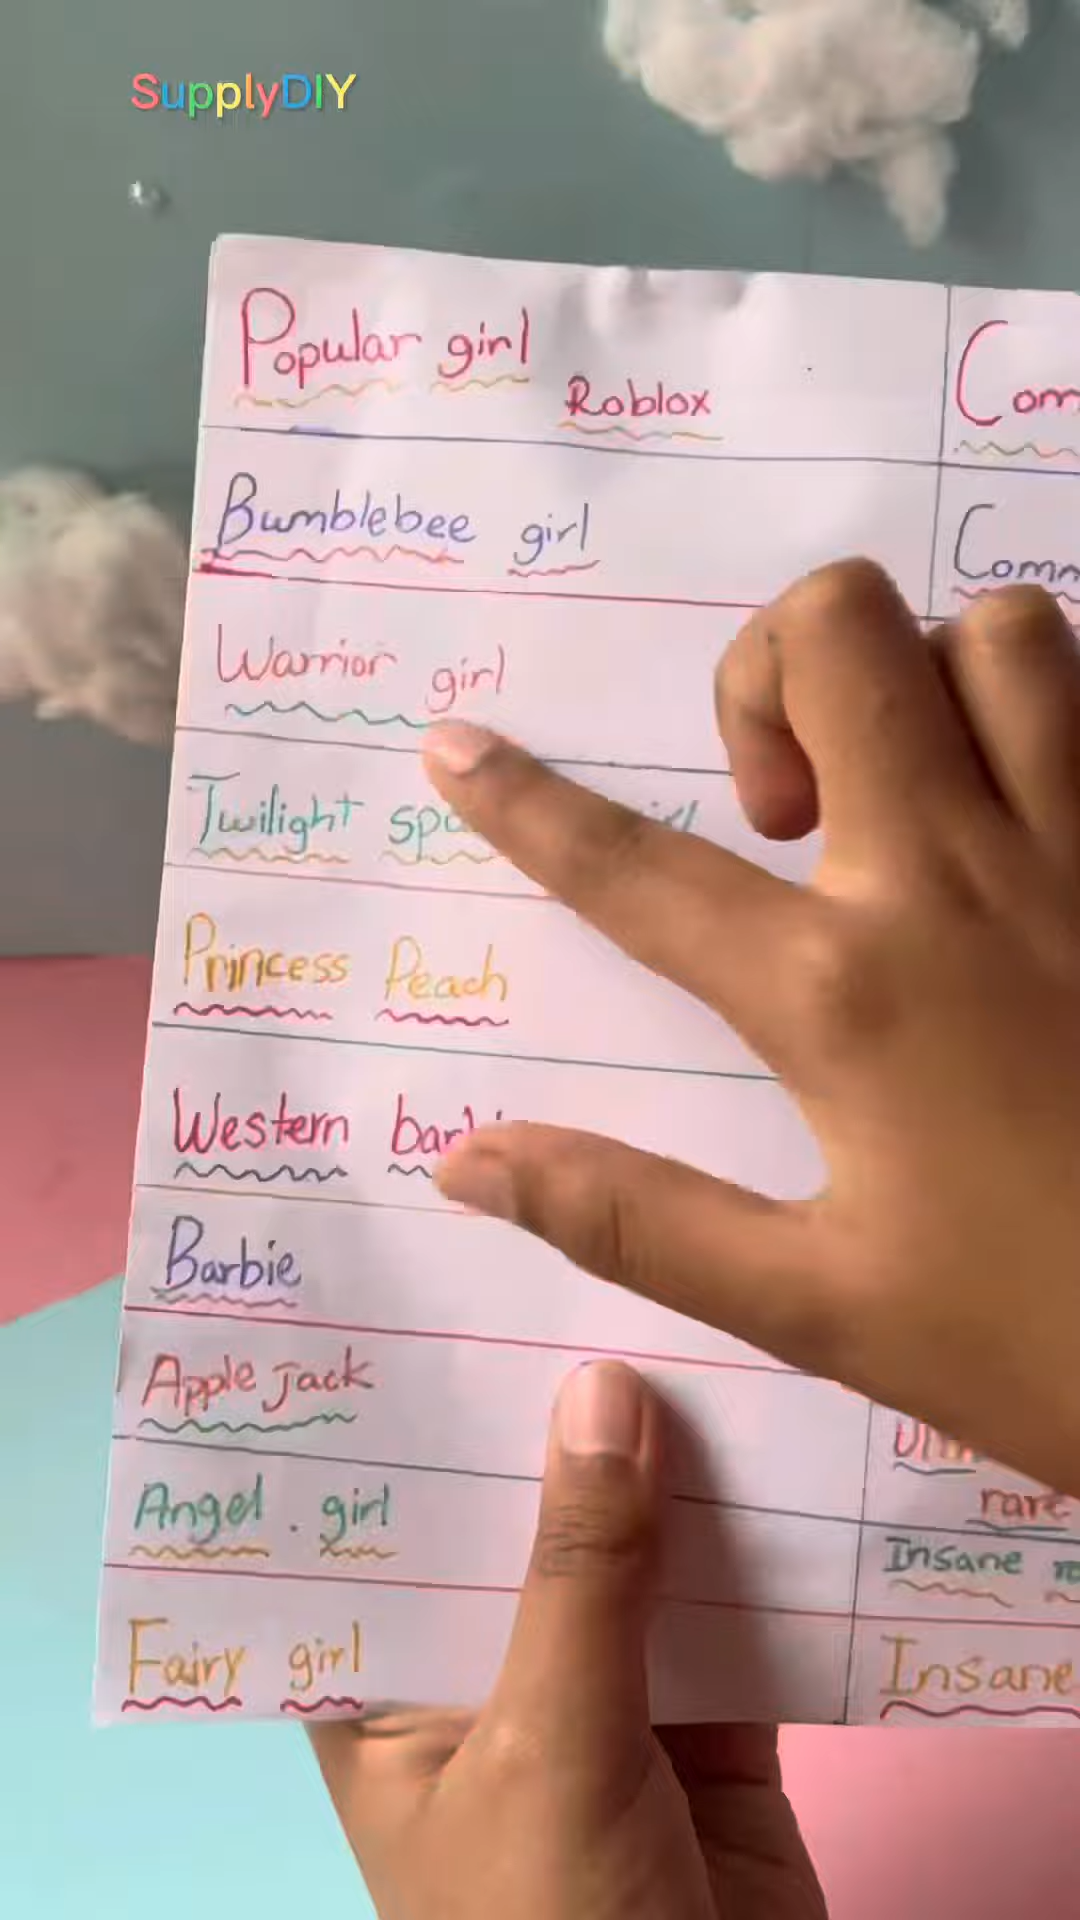 SupplyDIY
Popular girl
Roblox
Com
Bumblebee girl
Comm
Warrior girl
Twilight
Princess Peach
Western
Barbie
Apple Jack
rare
Angel . girl
Insane
Fairy girl
Insane